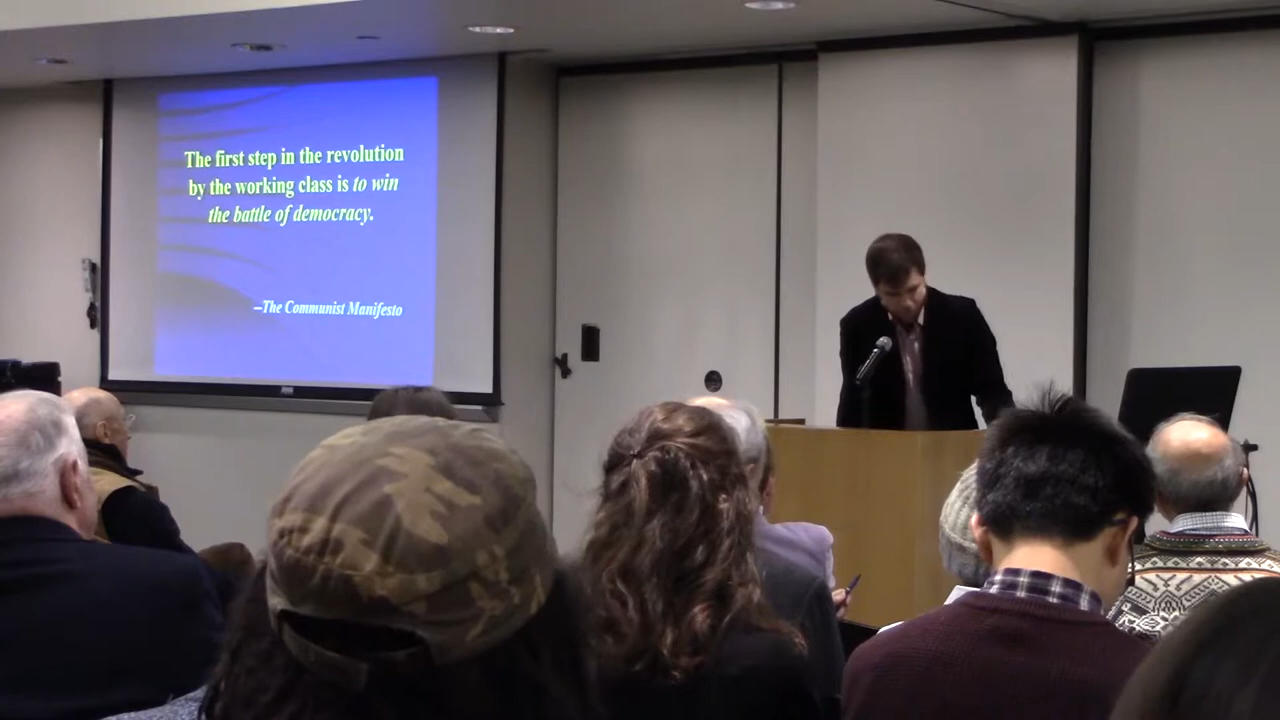 The first step in the revolution
by the working class is to win
the battle of democracy.
–The Communist Manifesto